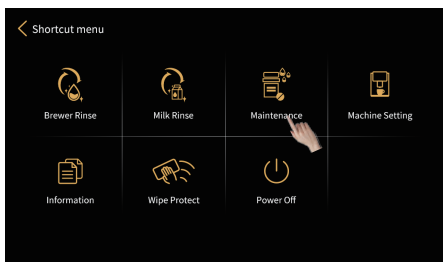 Shortcut menu
Brewer Rinse
Milk Rinse
Maintenance
Machine Setting
Information
Wipe Protect
Power Off